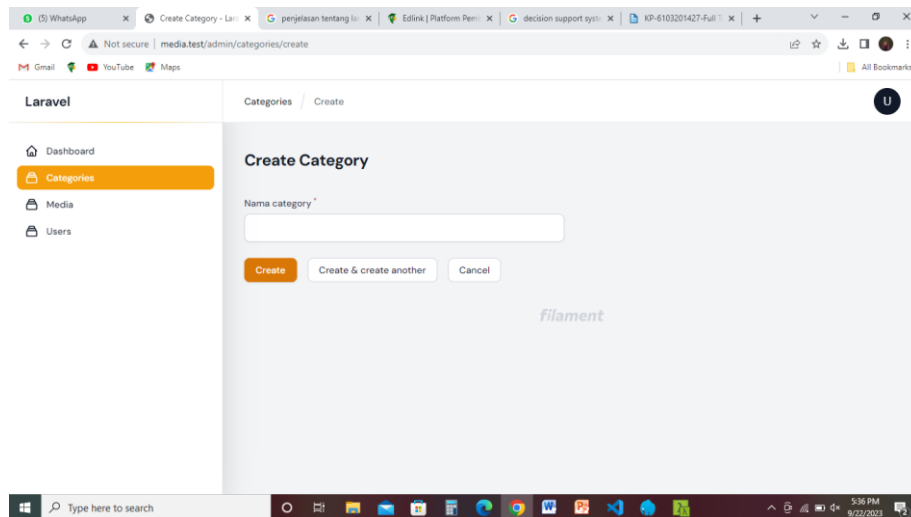 (5) WhatsApp
Create Category - Lar
penjelasan tentang la
Edlink | Platform Pem
decision support syst
KP-6103201427-Full T
Not secure | media.test/admin/categories/create
Gmail
YouTube
Maps
All Bookmarks
Laravel
Categories / Create
U
Dashboard
Categories
Media
Users
Create Category
Nama category *
Create
Create & create another
Cancel
filament
Type here to search
5:36 PM
9/22/2023